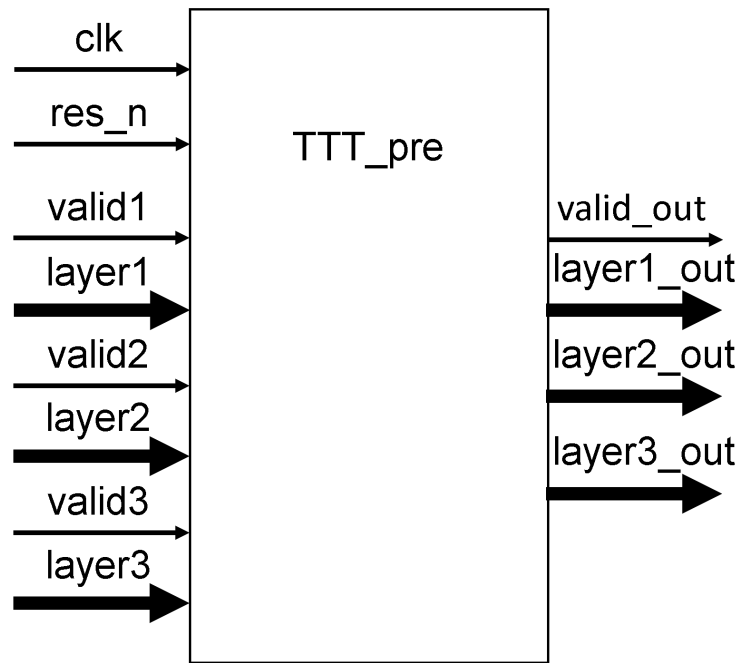 clk
res_n
TTT_pre
valid1
valid_out
layer1
layer1_out
valid2
layer2_out
layer2
layer3_out
valid3
layer3